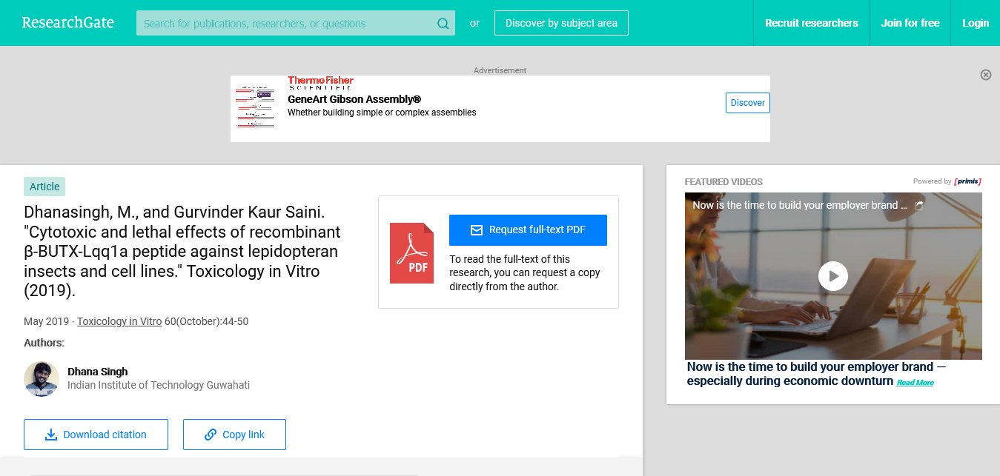 ResearchGate
Search for publications, researchers, or questions
or
Discover by subject area
Recruit researchers
Join for free
Login
Advertisement
ThermoFisher
SCIENTIFIC
GeneArt Gibson Assembly®
Whether building simple or complex assemblies
Discover
Article
Dhanasingh, M., and Gurvinder Kaur Saini.
"Cytotoxic and lethal effects of recombinant
β-BUTX-Lqq1a peptide against lepidopteran
insects and cell lines." Toxicology in Vitro
(2019).
PDF
Request full-text PDF
To read the full-text of this
research, you can request a copy
directly from the author.
May 2019 · Toxicology in Vitro 60(October):44-50
Authors:
Dhana Singh
Indian Institute of Technology Guwahati
Download citation
Copy link
FEATURED VIDEOS
Powered by [primis]
Now is the time to build your employer brand ...
Now is the time to build your employer brand —
especially during economic downturn Read More